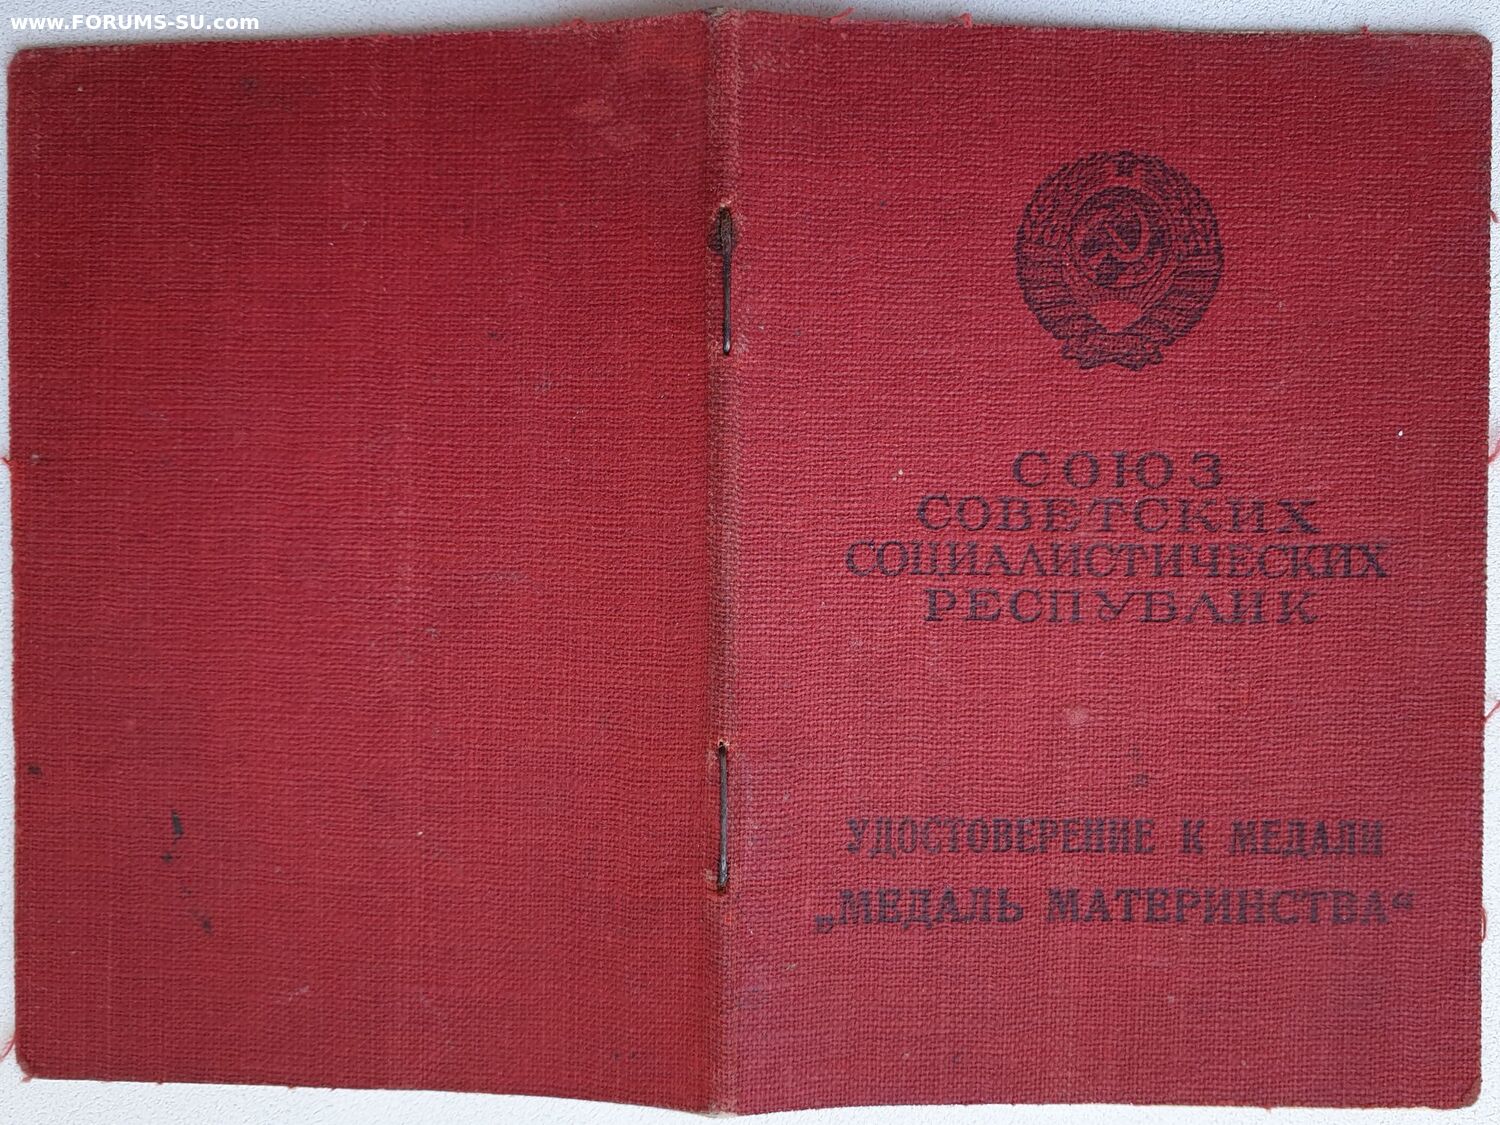 www.FORUMS-SU.com
СОЮЗ
СОВЕТСКИХ
СОЦИАЛИСТИЧЕСКИХ
РЕСПУБЛИК
УДОСТОВЕРЕНИЕ К МЕДАЛИ
„МЕДАЛЬ МАТЕРИНСТВА“